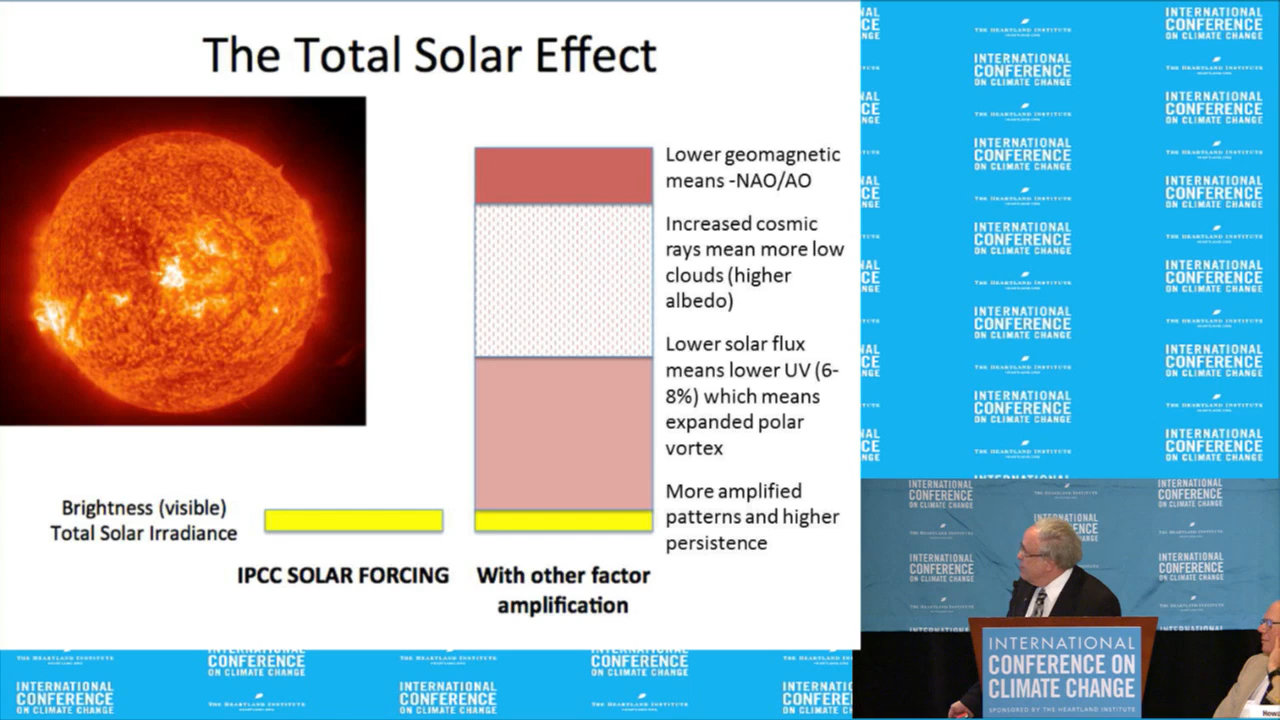 The Total Solar Effect
Lower geomagnetic
means -NAO/AO
Increased cosmic
rays mean more low
clouds (higher
albedo)
Lower solar flux
means lower UV (6-
8%) which means
expanded polar
vortex
More amplified
patterns and higher
persistence
Brightness (visible)
Total Solar Irradiance
IPCC SOLAR FORCING
With other factor
amplification
INTERNATIONAL
CONFERENCE
ON CLIMATE CHANGE
THE HEARTLAND INSTITUTE
INTERNATIONAL
CONFERENCE ON
CLIMATE CHANGE
SPONSORED BY THE HEARTLAND INSTITUTE